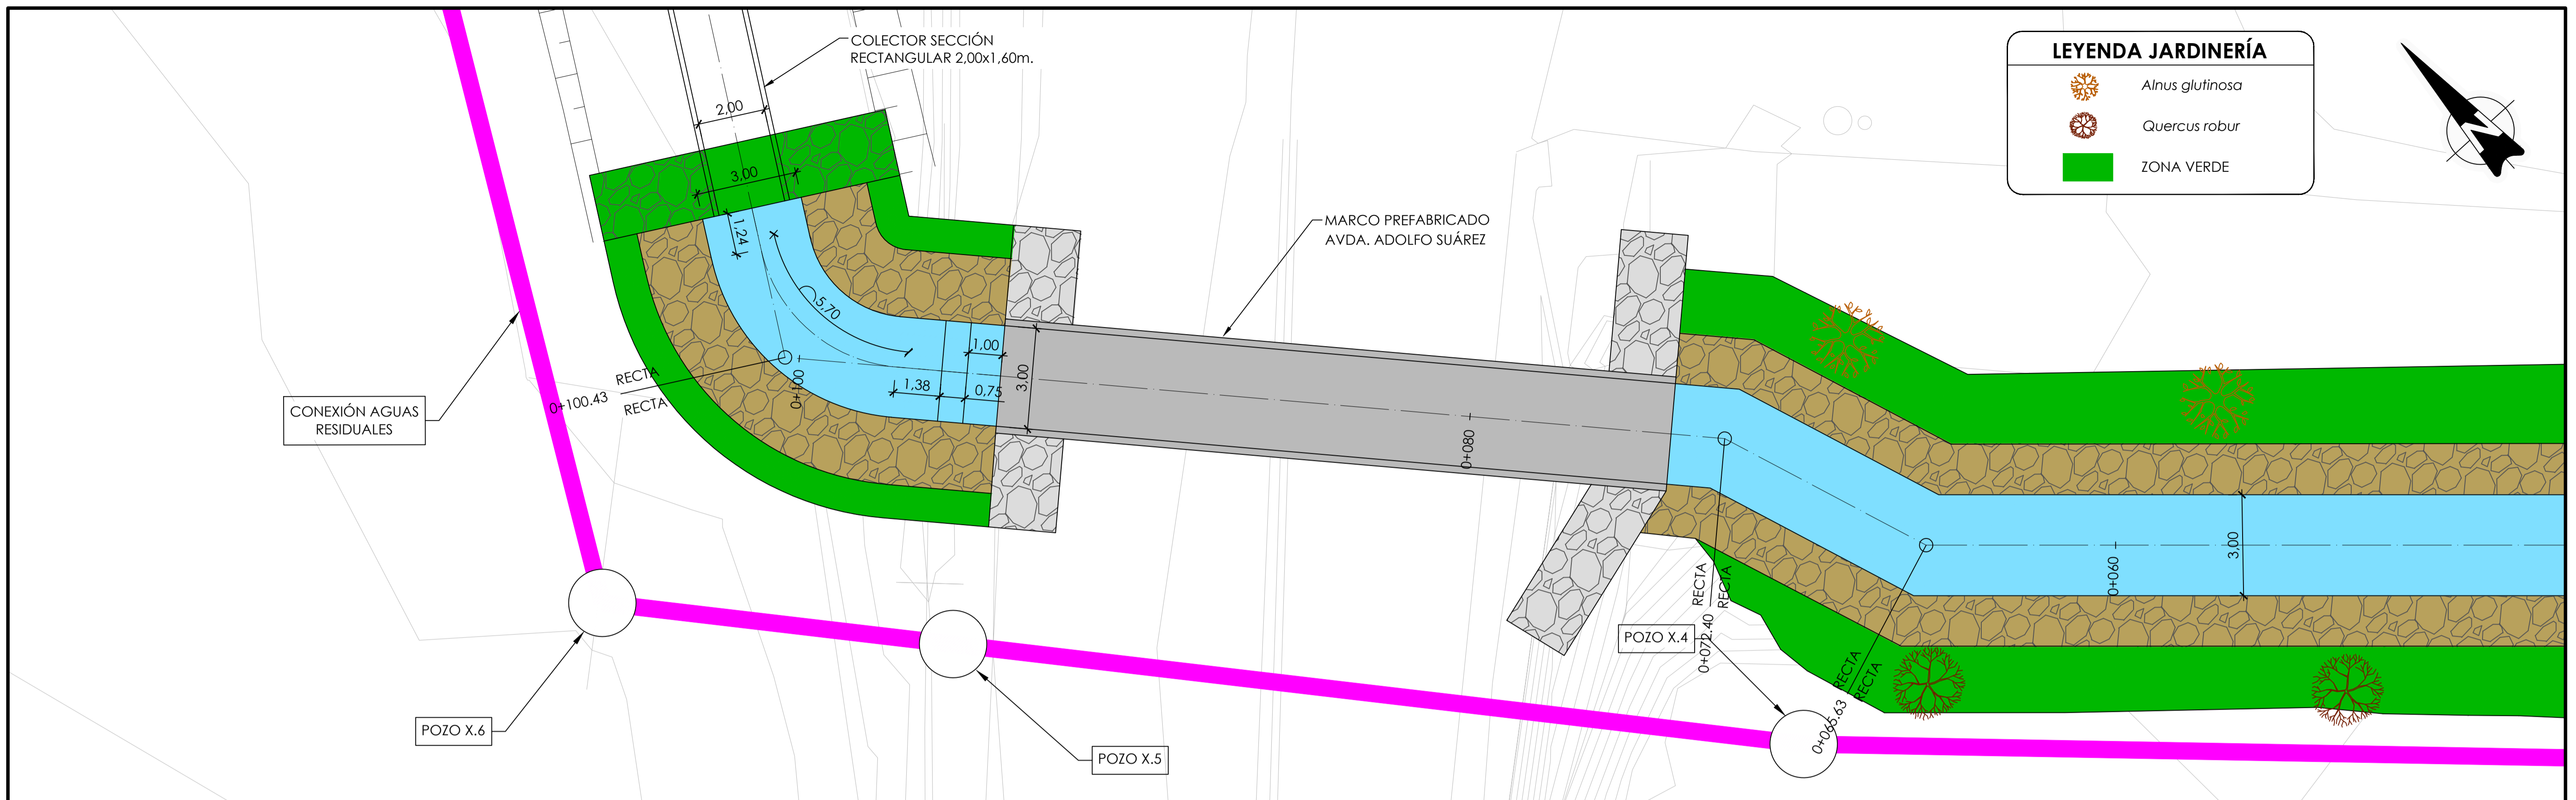 COLECTOR SECCIÓN
RECTANGULAR 2,00x1,60m.
LEYENDA JARDINERÍA
Alnus glutinosa
Quercus robur
ZONA VERDE
2,00
3,00
1,24
5,70
MARCO PREFABRICADO
AVDA. ADOLFO SUÁREZ
1,00
3,00
1,38
0,75
RECTA
0+100.43
RECTA
0+100
CONEXIÓN AGUAS
RESIDUALES
0+080
3,00
0+060
RECTA
0+072.40
RECTA
RECTA
0+065.63
RECTA
POZO X.4
POZO X.6
POZO X.5